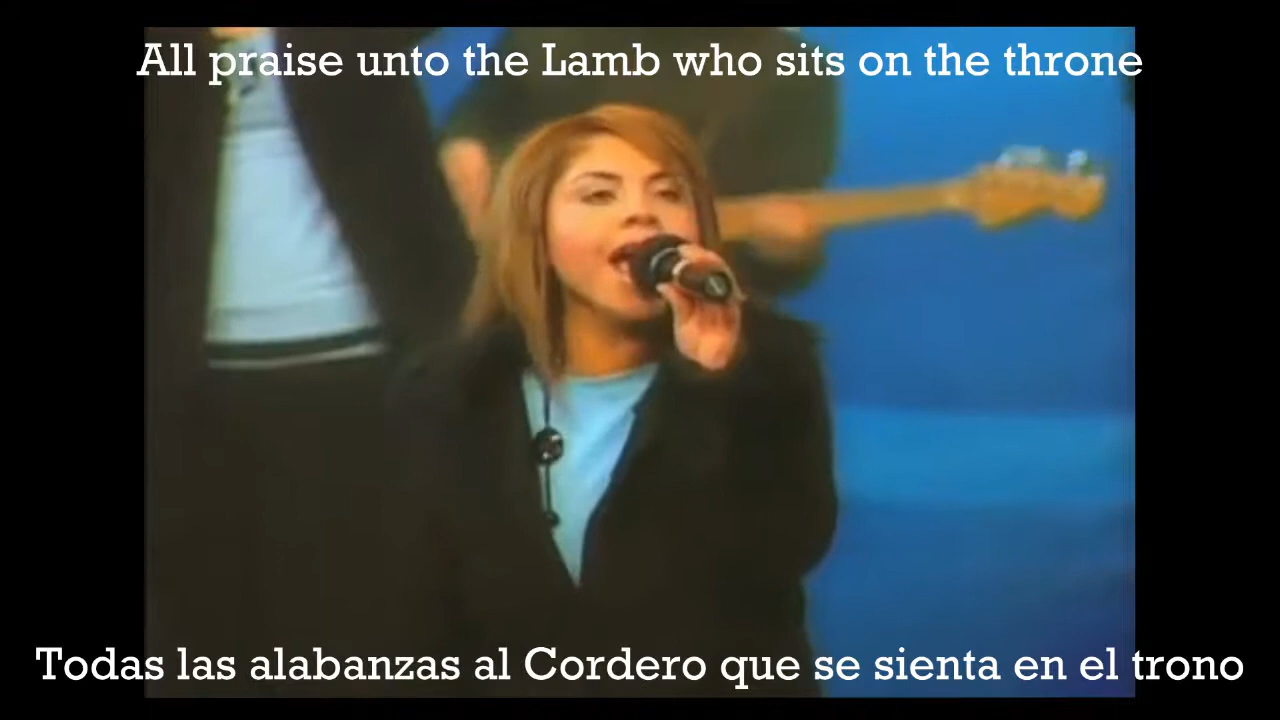 All praise unto the Lamb who sits on the throne
Todas las alabanzas al Cordero que se sienta en el trono